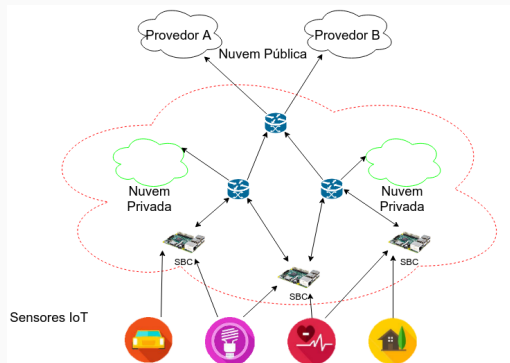 Provedor A
Provedor B
Nuvem Pública
Nuvem
Privada
Nuvem
Privada
SBC
SBC
SBC
Sensores IoT